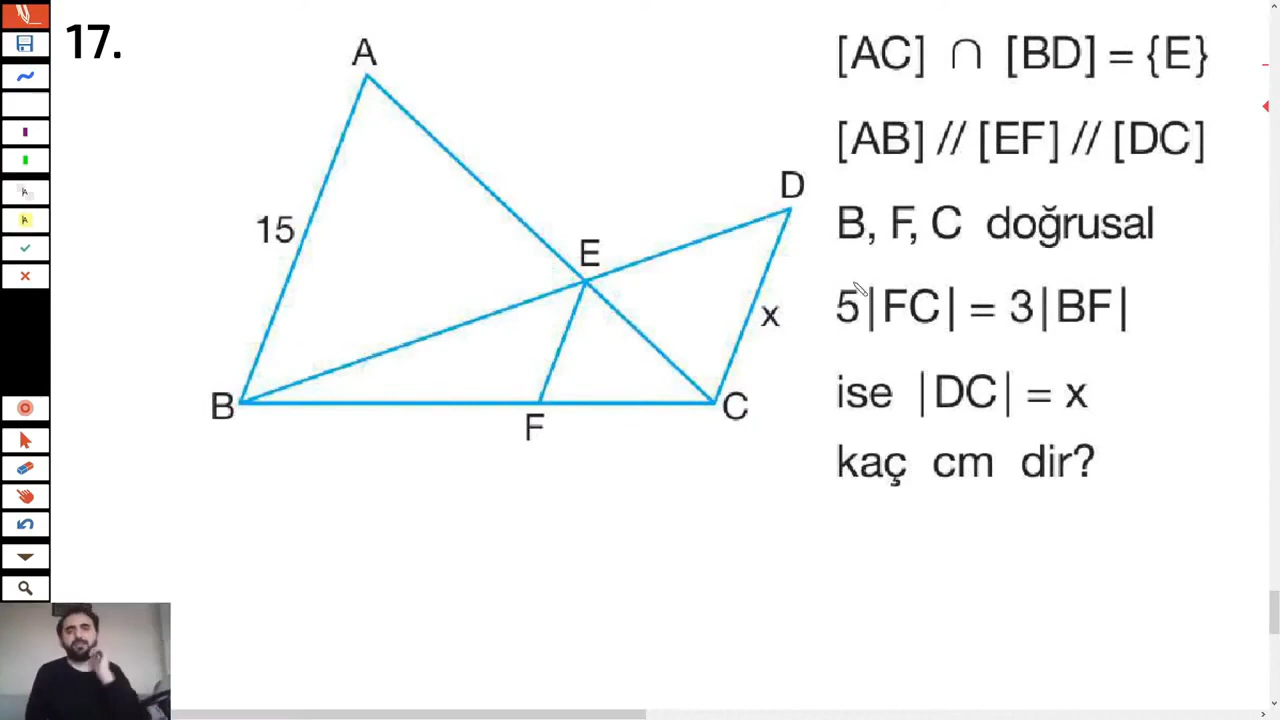 17.
A
[AC] ∩ [BD] = {E}
[AB] // [EF] // [DC]
D
15
B, F, C doğrusal
E
5|FC| = 3|BF|
x
B
C
ise |DC| = x
F
kaç cm dir?
A
A